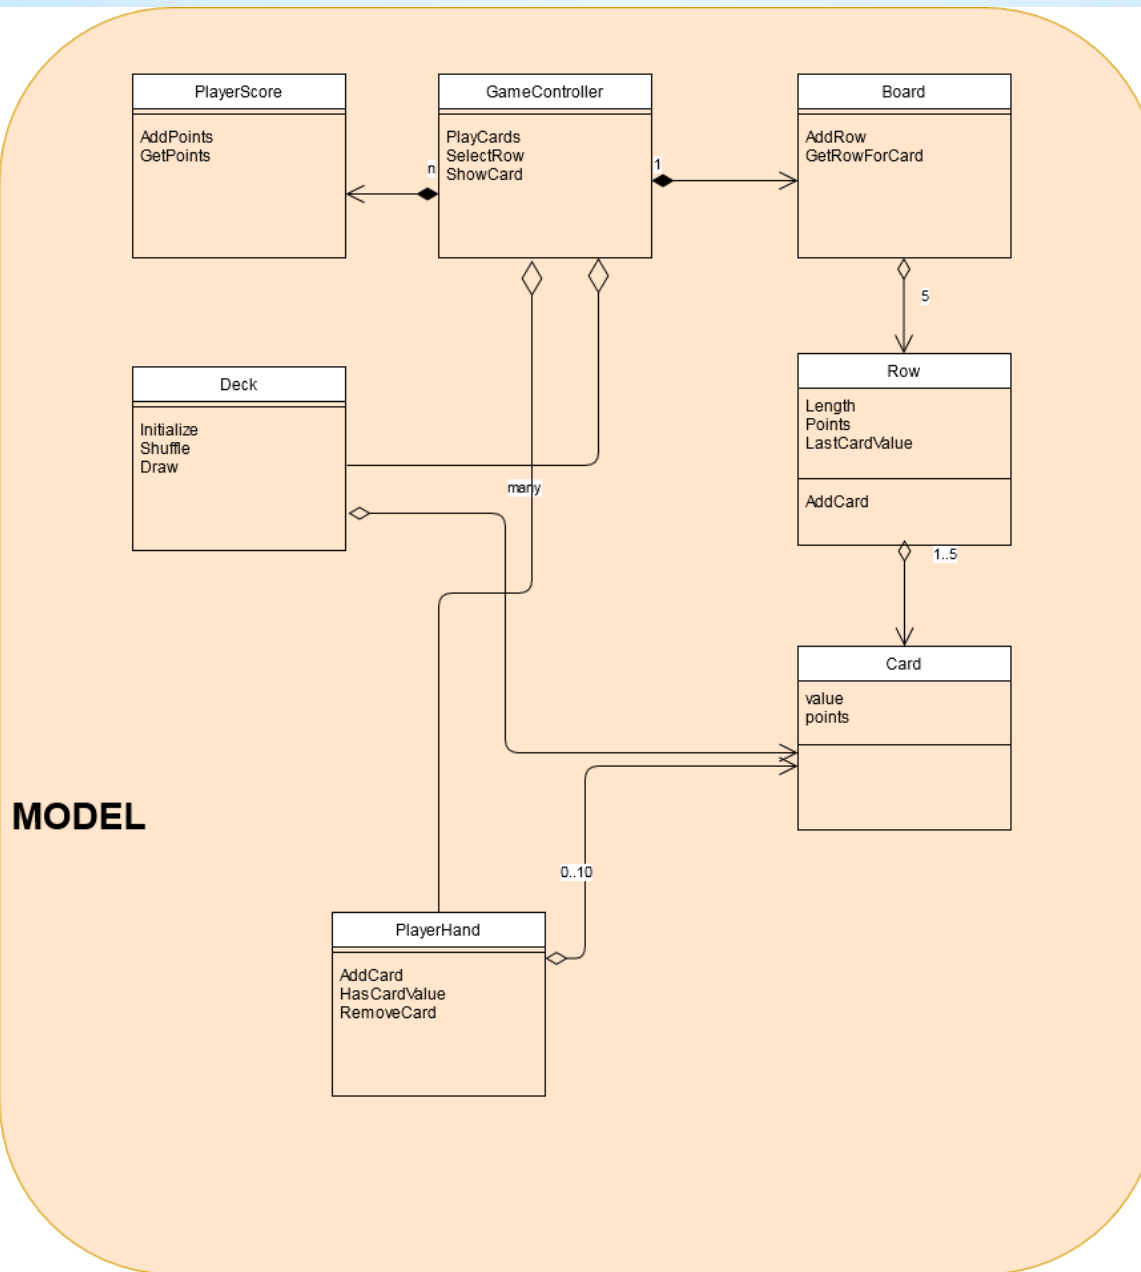 PlayerScore
AddPoints
GetPoints
n
GameController
PlayCards
SelectRow
ShowCard
1
Board
AddRow
GetRowForCard
5
Deck
Initialize
Shuffle
Draw
many
Row
Length
Points
LastCardValue
AddCard
1..5
Card
value
points
MODEL
0..10
PlayerHand
AddCard
HasCardValue
RemoveCard